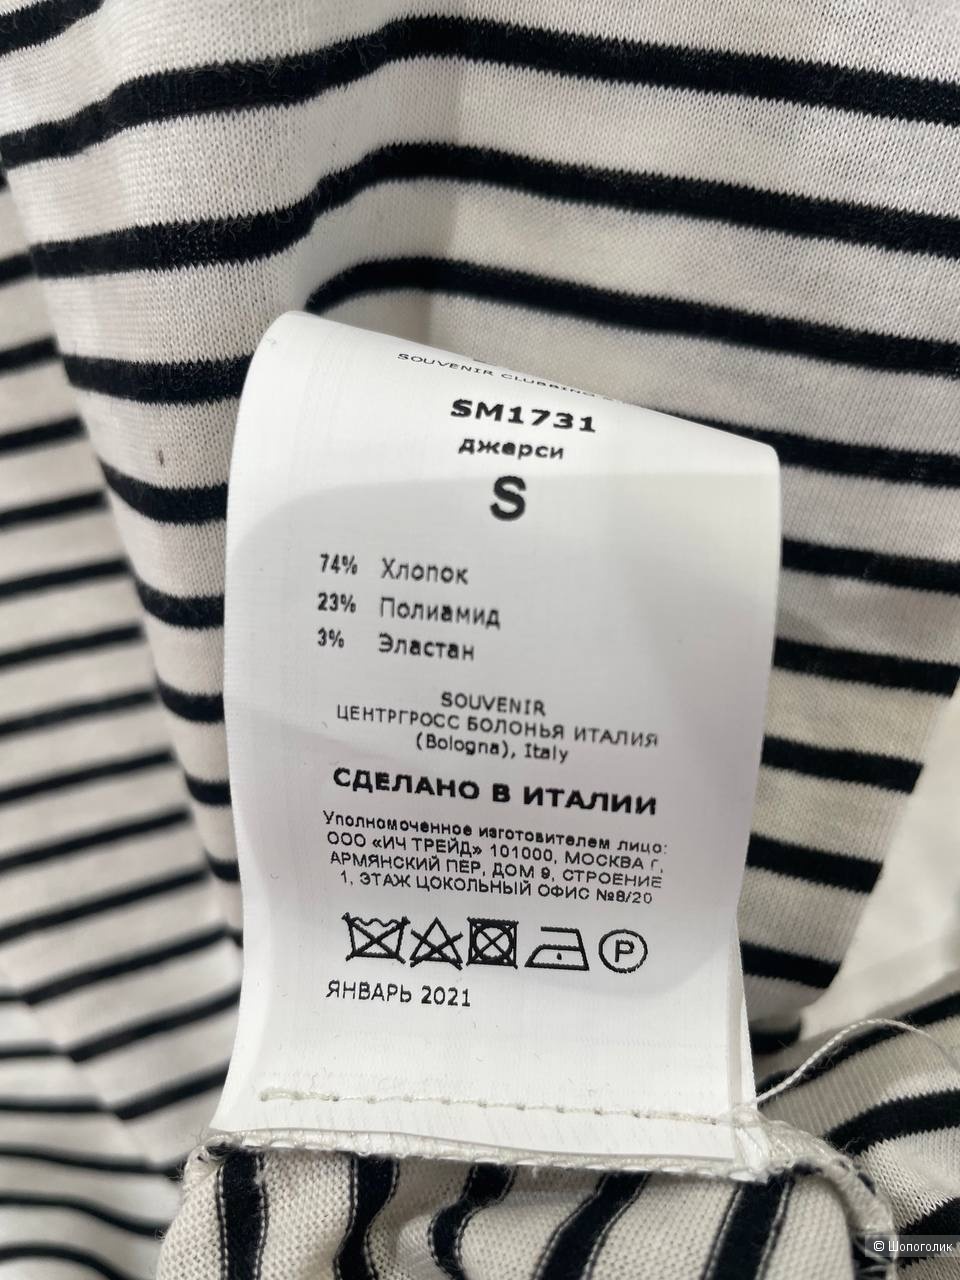 SOUVENIR CLUBBING
SM1731
джерси
S
74% Хлопок
23% Полиамид
3% Эластан
SOUVENIR
ЦЕНТРГРОСС БОЛОНЬЯ ИТАЛИЯ
(Bologna), Italy
СДЕЛАНО В ИТАЛИИ
Уполномоченное изготовителем лицо:
ООО «ИЧ ТРЕЙД» 101000, МОСКВА Г,
АРМЯНСКИЙ ПЕР, ДОМ 9, СТРОЕНИЕ
1, ЭТАЖ ЦОКОЛЬНЫЙ ОФИС №8/20
P
ЯНВАРЬ 2021
© Шопоголик